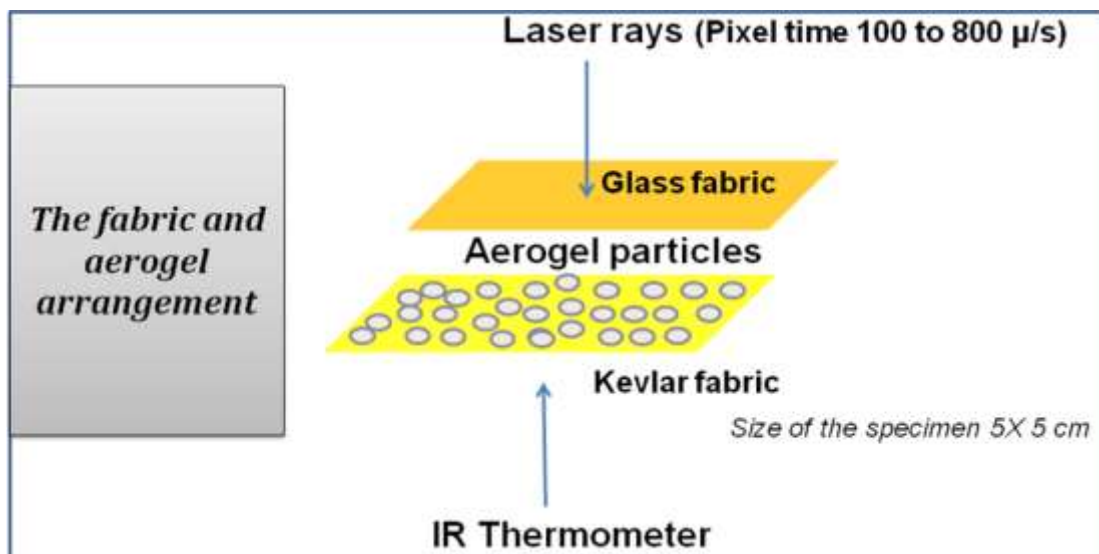 Laser rays (Pixel time 100 to 800 μ/s)
The fabric and
aerogel
arrangement
Glass fabric
Aerogel particles
Kevlar fabric
Size of the specimen 5X 5 cm
IR Thermometer